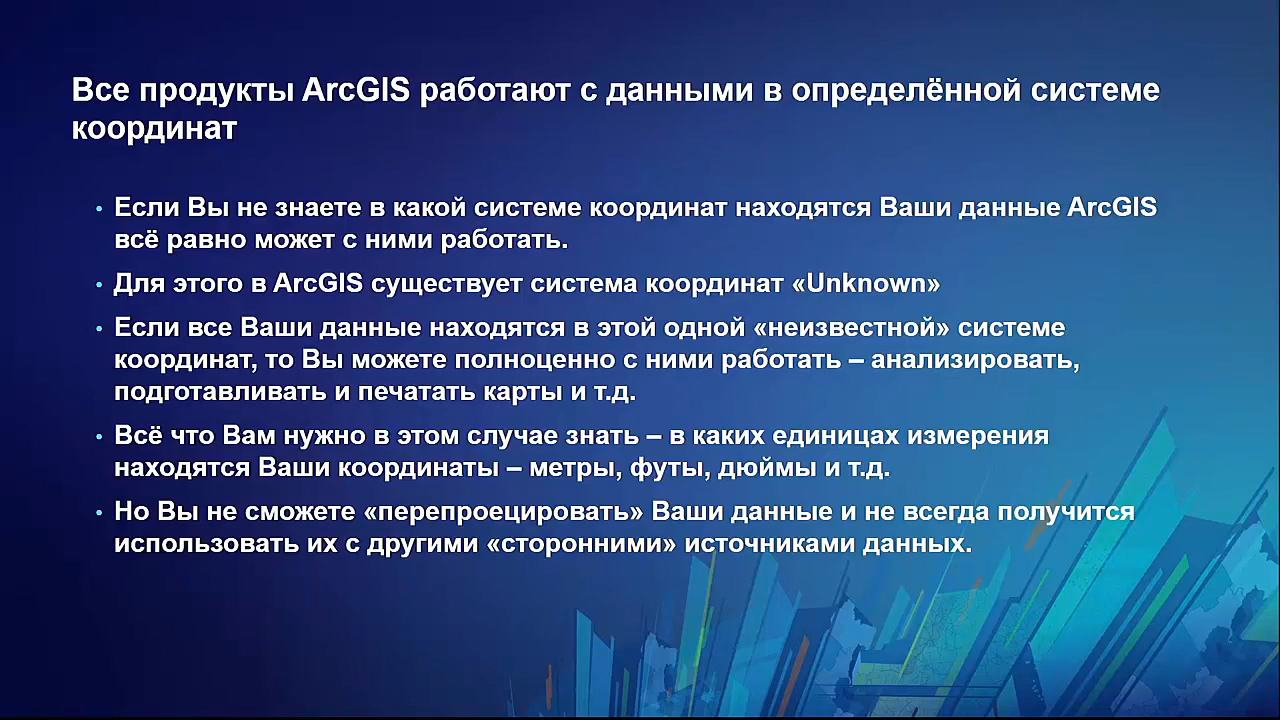 Все продукты ArcGIS работают с данными в определённой системе
координат
• Если Вы не знаете в какой системе координат находятся Ваши данные ArcGIS
всё равно может с ними работать.
• Для этого в ArcGIS существует система координат «Unknown»
• Если все Ваши данные находятся в этой одной «неизвестной» системе
координат, то Вы можете полноценно с ними работать – анализировать,
подготавливать и печатать карты и т.д.
• Всё что Вам нужно в этом случае знать – в каких единицах измерения
находятся Ваши координаты – метры, футы, дюймы и т.д.
• Но Вы не сможете «перепроецировать» Ваши данные и не всегда получится
использовать их с другими «сторонними» источниками данных.